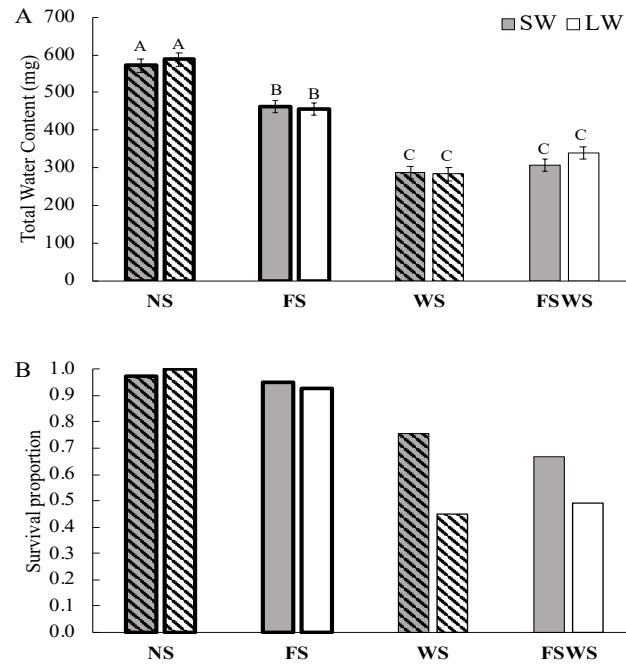 A
SW LW
Total Water Content (mg)
700
600
500
400
300
200
100
0
A A
B B
C C
C C
NS FS WS FSWS
B
Survival proportion
1.0
0.9
0.8
0.7
0.6
0.5
0.4
0.3
0.2
0.1
0.0
NS FS WS FSWS